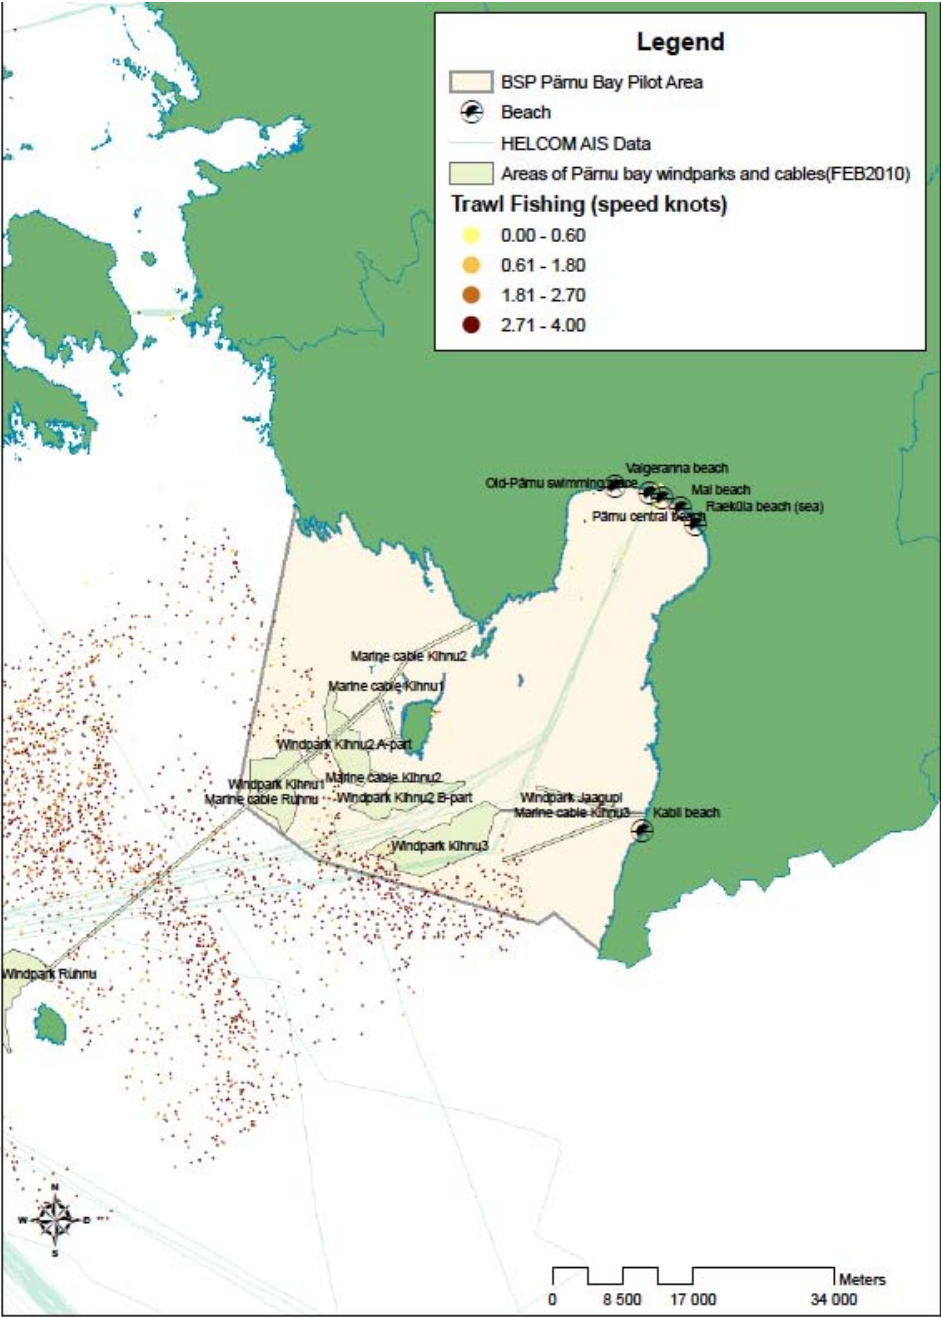 Legend
BSP Pärnu Bay Pilot Area
Beach
HELCOM AIS Data
Areas of Pärnu bay windparks and cables(FEB2010)
Trawl Fishing (speed knots)
0.00 - 0.60
0.61 - 1.80
1.81 - 2.70
2.71 - 4.00
Valgeranna beach
Old-Pärnu swimming place
Mai beach
Raeküla beach (sea)
Pärnu central beach
Marine cable Kihnu2
Marine cable Kihnu1
Windpark Kihnu2 A-part
Marine cable Kihnu2
Windpark Kihnu1
Marine cable Ruhnu
Windpark Kihnu2 B-part
Windpark Jaagupi
Marine cable Kihnu3
Kabli beach
Windpark Kihnu3
Windpark Ruhnu
N
W
S
Meters
0 8 500 17 000 34 000